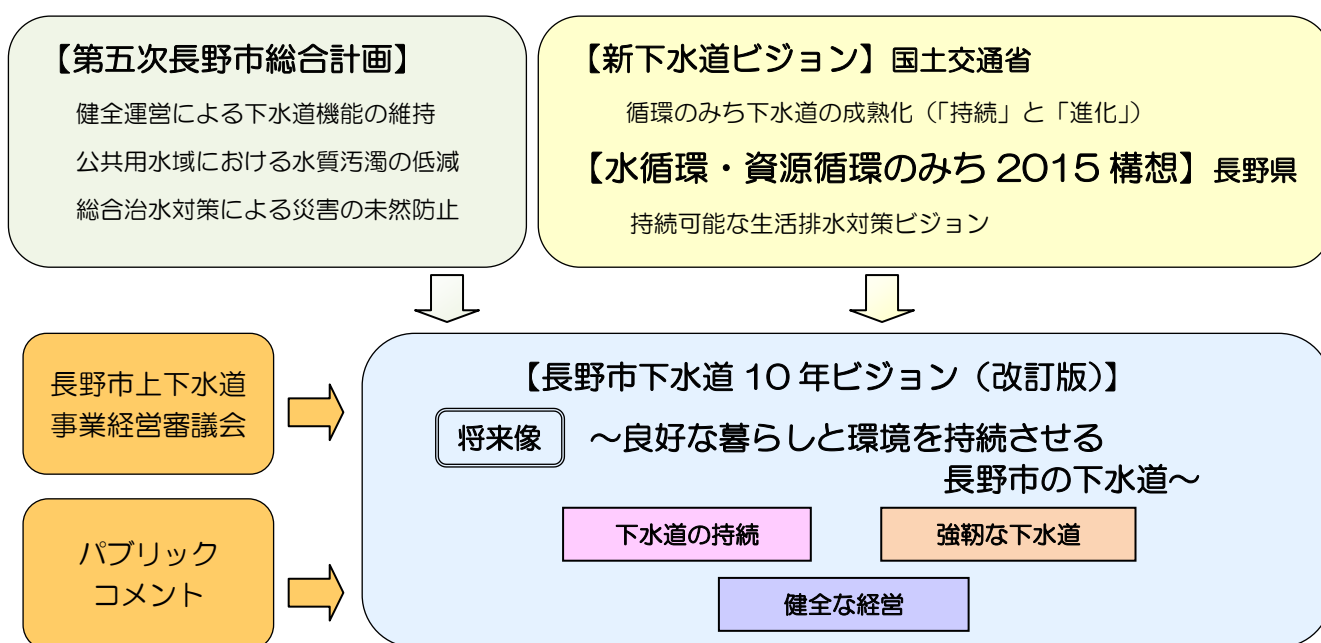 【第五次長野市総合計画】
健全運営による下水道機能の維持
公共用水域における水質汚濁の低減
総合治水対策による災害の未然防止
【新下水道ビジョン】国土交通省
循環のみち下水道の成熟化（「持続」と「進化」）
【水循環・資源循環のみち 2015 構想】長野県
持続可能な生活排水対策ビジョン
長野市上下水道
事業経営審議会
パブリック
コメント
【長野市下水道 10 年ビジョン（改訂版）】
将来像 ～良好な暮らしと環境を持続させる
長野市の下水道～
下水道の持続
強靭な下水道
健全な経営